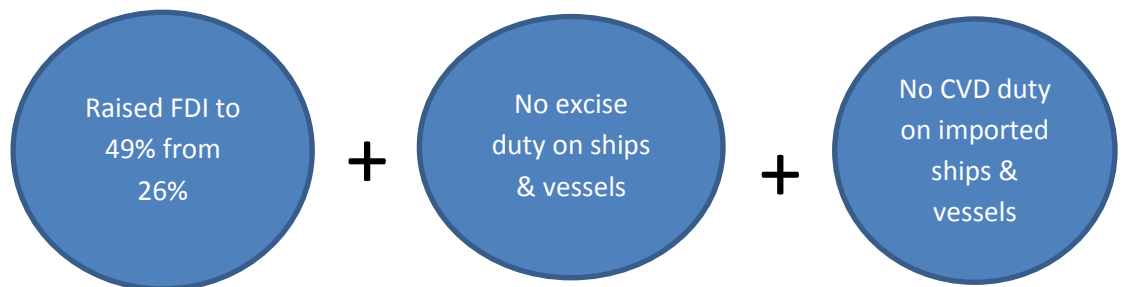 Raised FDI to
49% from
26%
+
No excise
duty on ships
& vessels
+
No CVD duty
on imported
ships &
vessels